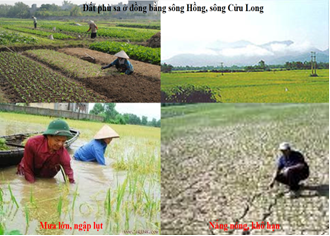 Đất phù sa ở đồng bằng sông Hồng, sông Cửu Long
Mưa lớn, ngập lụt
Nắng nóng, khô hạn